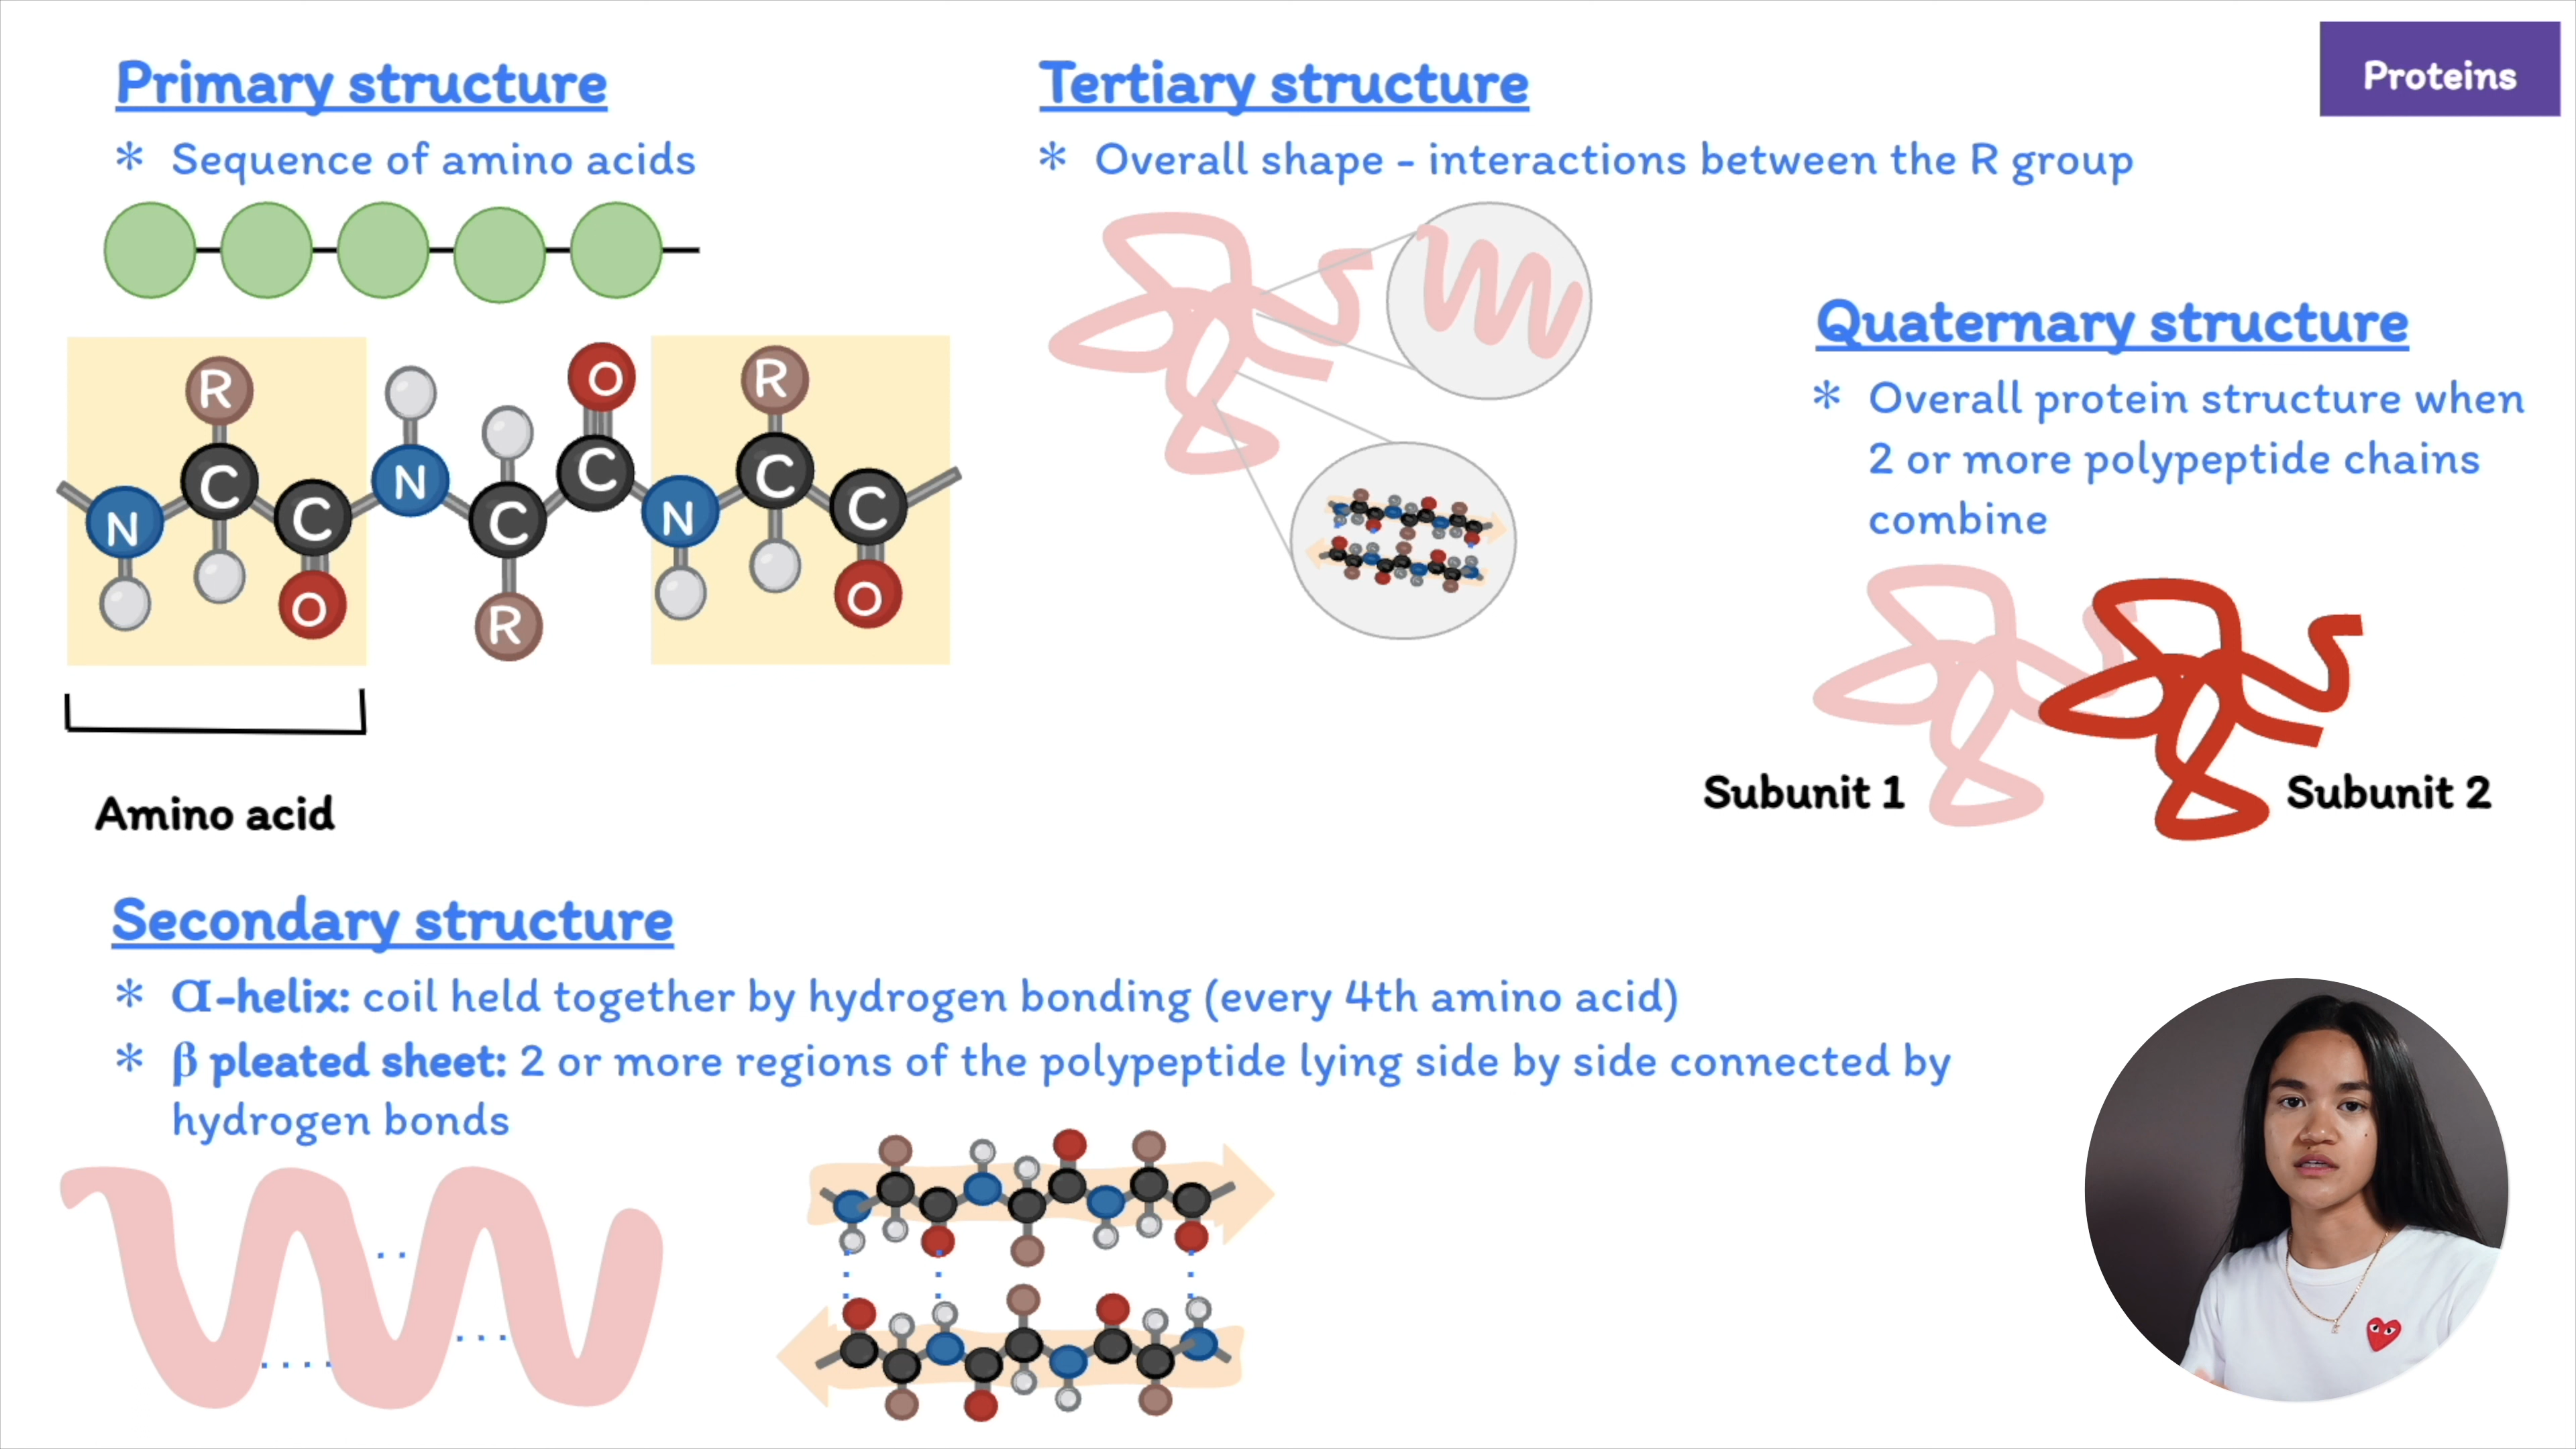 Proteins
Primary structure
* Sequence of amino acids
R
O
R
C
C
N
C
C
N
C
C
N
O
R
O
Amino acid
Secondary structure
* α-helix: coil held together by hydrogen bonding (every 4th amino acid)
* β pleated sheet: 2 or more regions of the polypeptide lying side by side connected by
hydrogen bonds
Tertiary structure
* Overall shape - interactions between the R group
Quaternary structure
* Overall protein structure when
2 or more polypeptide chains
combine
Subunit 1
Subunit 2